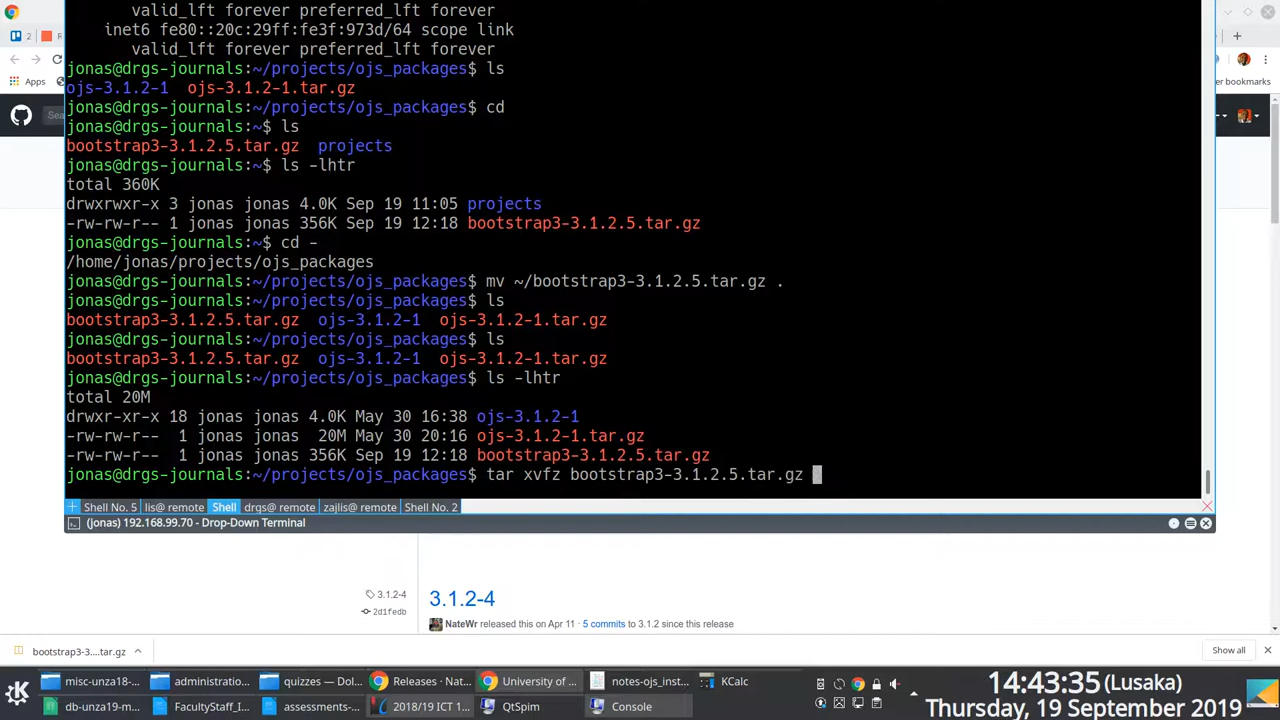 valid_lft forever preferred_lft forever
inet6 fe80::20c:29ff:fe3f:973d/64 scope link
valid_lft forever preferred_lft forever
jonas@drgs-journals:~/projects/ojs_packages$ ls
ojs-3.1.2-1  ojs-3.1.2-1.tar.gz
jonas@drgs-journals:~/projects/ojs_packages$ cd
jonas@drgs-journals:~$ ls
bootstrap3-3.1.2.5.tar.gz  projects
jonas@drgs-journals:~$ ls -lhtr
total 360K
drwxrwxr-x 3 jonas jonas 4.0K Sep 19 11:05 projects
-rw-rw-r-- 1 jonas jonas 356K Sep 19 12:18 bootstrap3-3.1.2.5.tar.gz
jonas@drgs-journals:~$ cd -
/home/jonas/projects/ojs_packages
jonas@drgs-journals:~/projects/ojs_packages$ mv ~/bootstrap3-3.1.2.5.tar.gz .
jonas@drgs-journals:~/projects/ojs_packages$ ls
bootstrap3-3.1.2.5.tar.gz  ojs-3.1.2-1  ojs-3.1.2-1.tar.gz
jonas@drgs-journals:~/projects/ojs_packages$ ls
bootstrap3-3.1.2.5.tar.gz  ojs-3.1.2-1  ojs-3.1.2-1.tar.gz
jonas@drgs-journals:~/projects/ojs_packages$ ls -lhtr
total 20M
drwxr-xr-x 18 jonas jonas 4.0K May 30 16:38 ojs-3.1.2-1
-rw-rw-r--  1 jonas jonas  20M May 30 20:16 ojs-3.1.2-1.tar.gz
-rw-rw-r--  1 jonas jonas 356K Sep 19 12:18 bootstrap3-3.1.2.5.tar.gz
jonas@drgs-journals:~/projects/ojs_packages$ tar xvfz bootstrap3-3.1.2.5.tar.gz
Shell No. 5 lis@ remote Shell drgs@ remote zajlis@ remote Shell No. 2
(jonas) 192.168.99.70 - Drop-Down Terminal
2
Apps
er bookmarks
Sea
3.1.2-4
2d1fedb
3.1.2-4
NateWr released this on Apr 11 · 5 commits to 3.1.2 since this release
bootstrap3-3....tar.gz
Show all
misc-unza18-... administratio... quizzes — Dol... Releases · Nat... University of ... notes-ojs_inst... KCalc
db-unza19-m... FacultyStaff_I... assessments-... 2018/19 ICT 1... QtSpim Console
14:43:35 (Lusaka)
Thursday, 19 September 2019